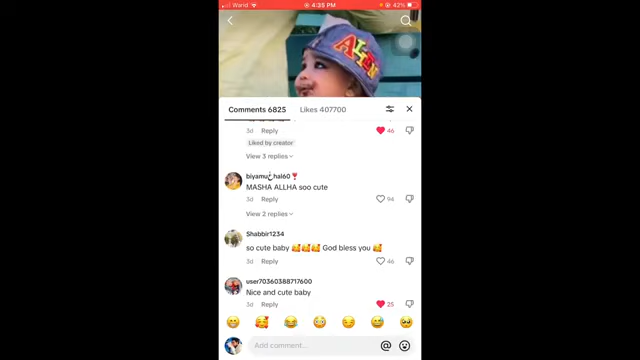 World
4:35 PM
42%
ALLEN
Comments 6825
Likes 407700
3d Reply
46
Liked by creator
View 3 replies
MASHA ALLHA soo cute
3d Reply
94
View 2 replies
Shabbir1234
so cute baby 🥰🥰🥰 God bless you 🥰
3d Reply
46
user70360388717600
Nice and cute baby
3d Reply
25
Add comment...